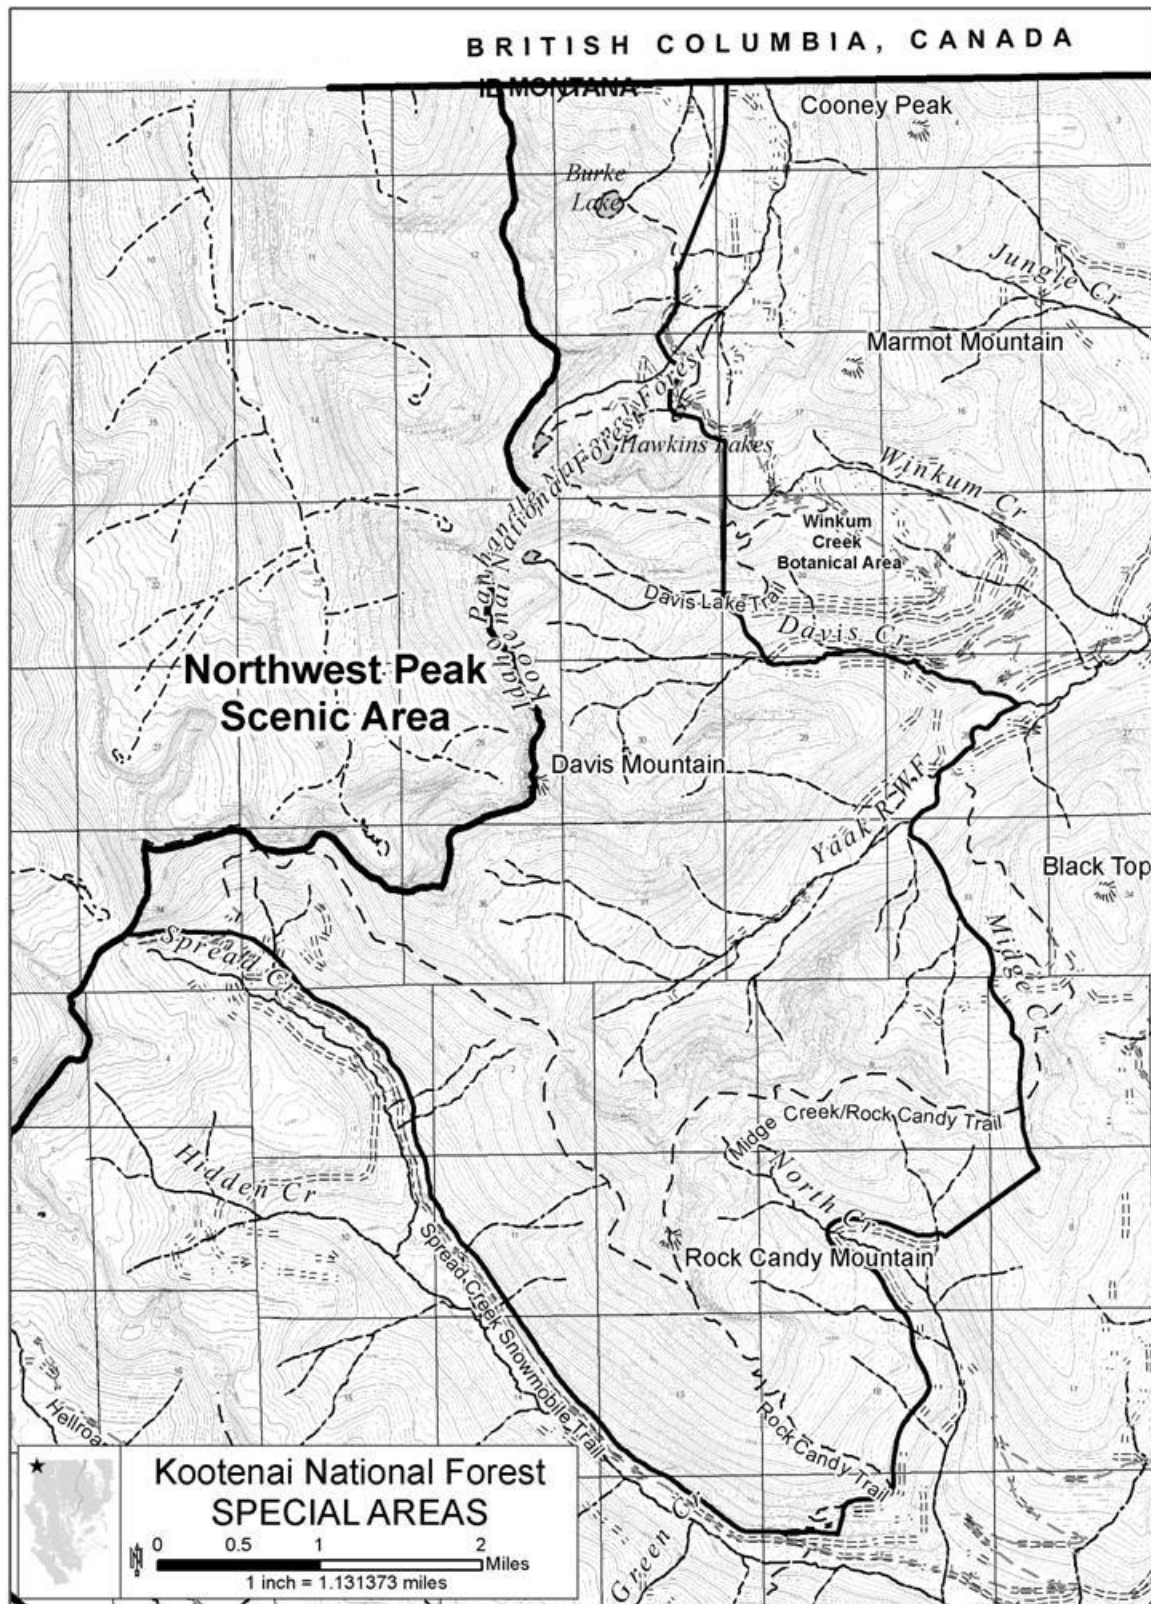 BRITISH COLUMBIA, CANADA
ID MONTANA
Cooney Peak
Burke
Lake
Jungle Cr
Marmot Mountain
Idaho Panhandle National Forest
Kootenai National Forest
Hawkins Lakes
Winkum Cr
Winkum
Creek
Botanical Area
Davis Lake Trail
Davis Cr
Northwest Peak
Scenic Area
Davis Mountain
Yaak R W F
Black Top
Spread Cr
Midge Cr
Midge Creek/Rock Candy Trail
Hidden Cr
North Cr
Rock Candy Mountain
Spread Creek Snowmobile Trail
Rock Candy Trail
Hellroa
Green Cr
Kootenai National Forest
SPECIAL AREAS
0 0.5 1 2
Miles
1 inch = 1.131373 miles